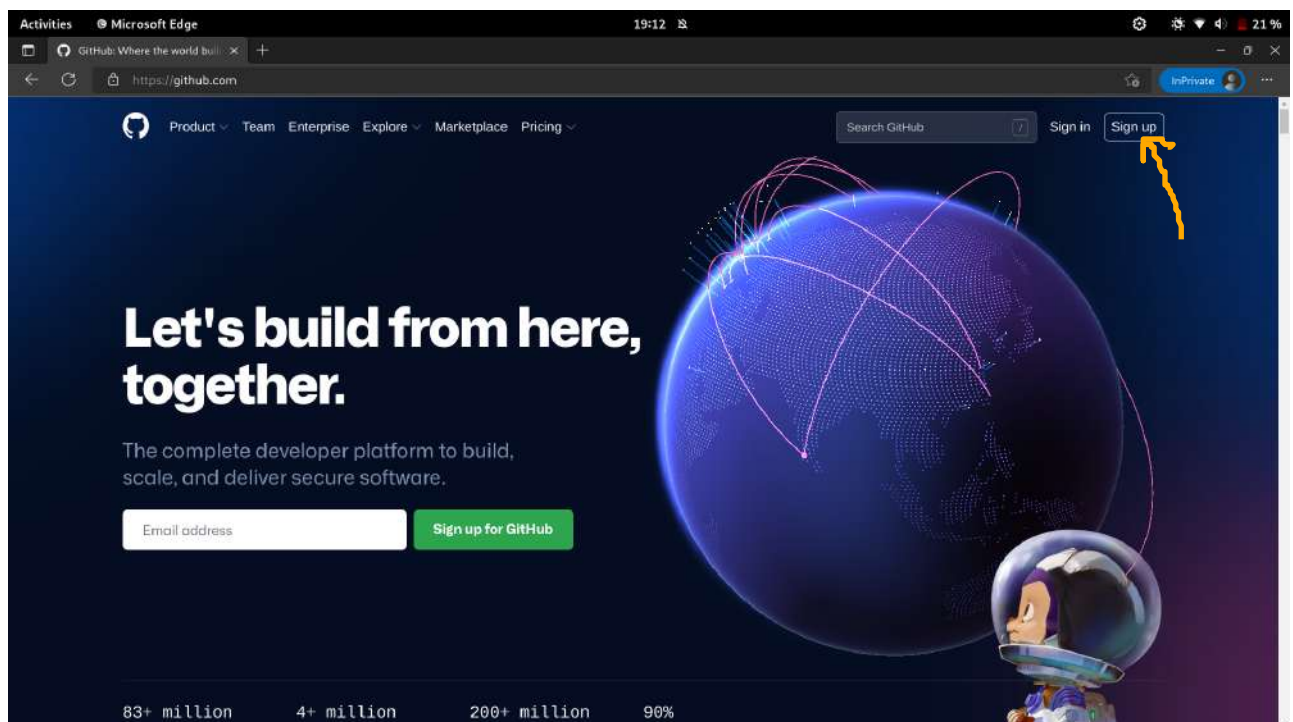 Activities Microsoft Edge 19:12 21 %
GitHub: Where the world buil
https://github.com InPrivate
Product Team Enterprise Explore Marketplace Pricing Search GitHub / Sign in Sign up
Let's build from here,
together.
The complete developer platform to build,
scale, and deliver secure software.
Email address Sign up for GitHub
83+ million 4+ million 200+ million 90%